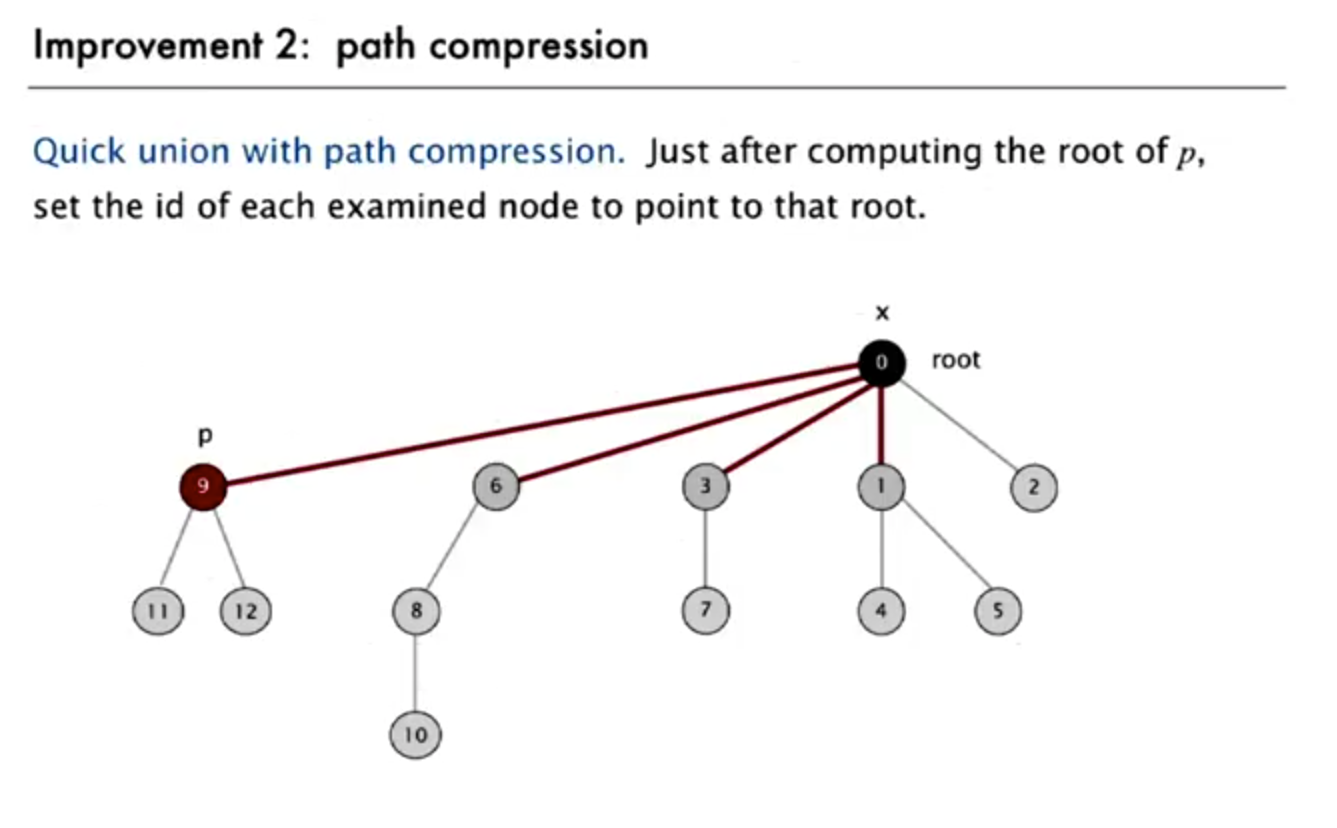 Improvement 2: path compression
Quick union with path compression. Just after computing the root of p,
set the id of each examined node to point to that root.
x
0 root
p
9 6 3 1 2
11 12 8 7 4 5
10